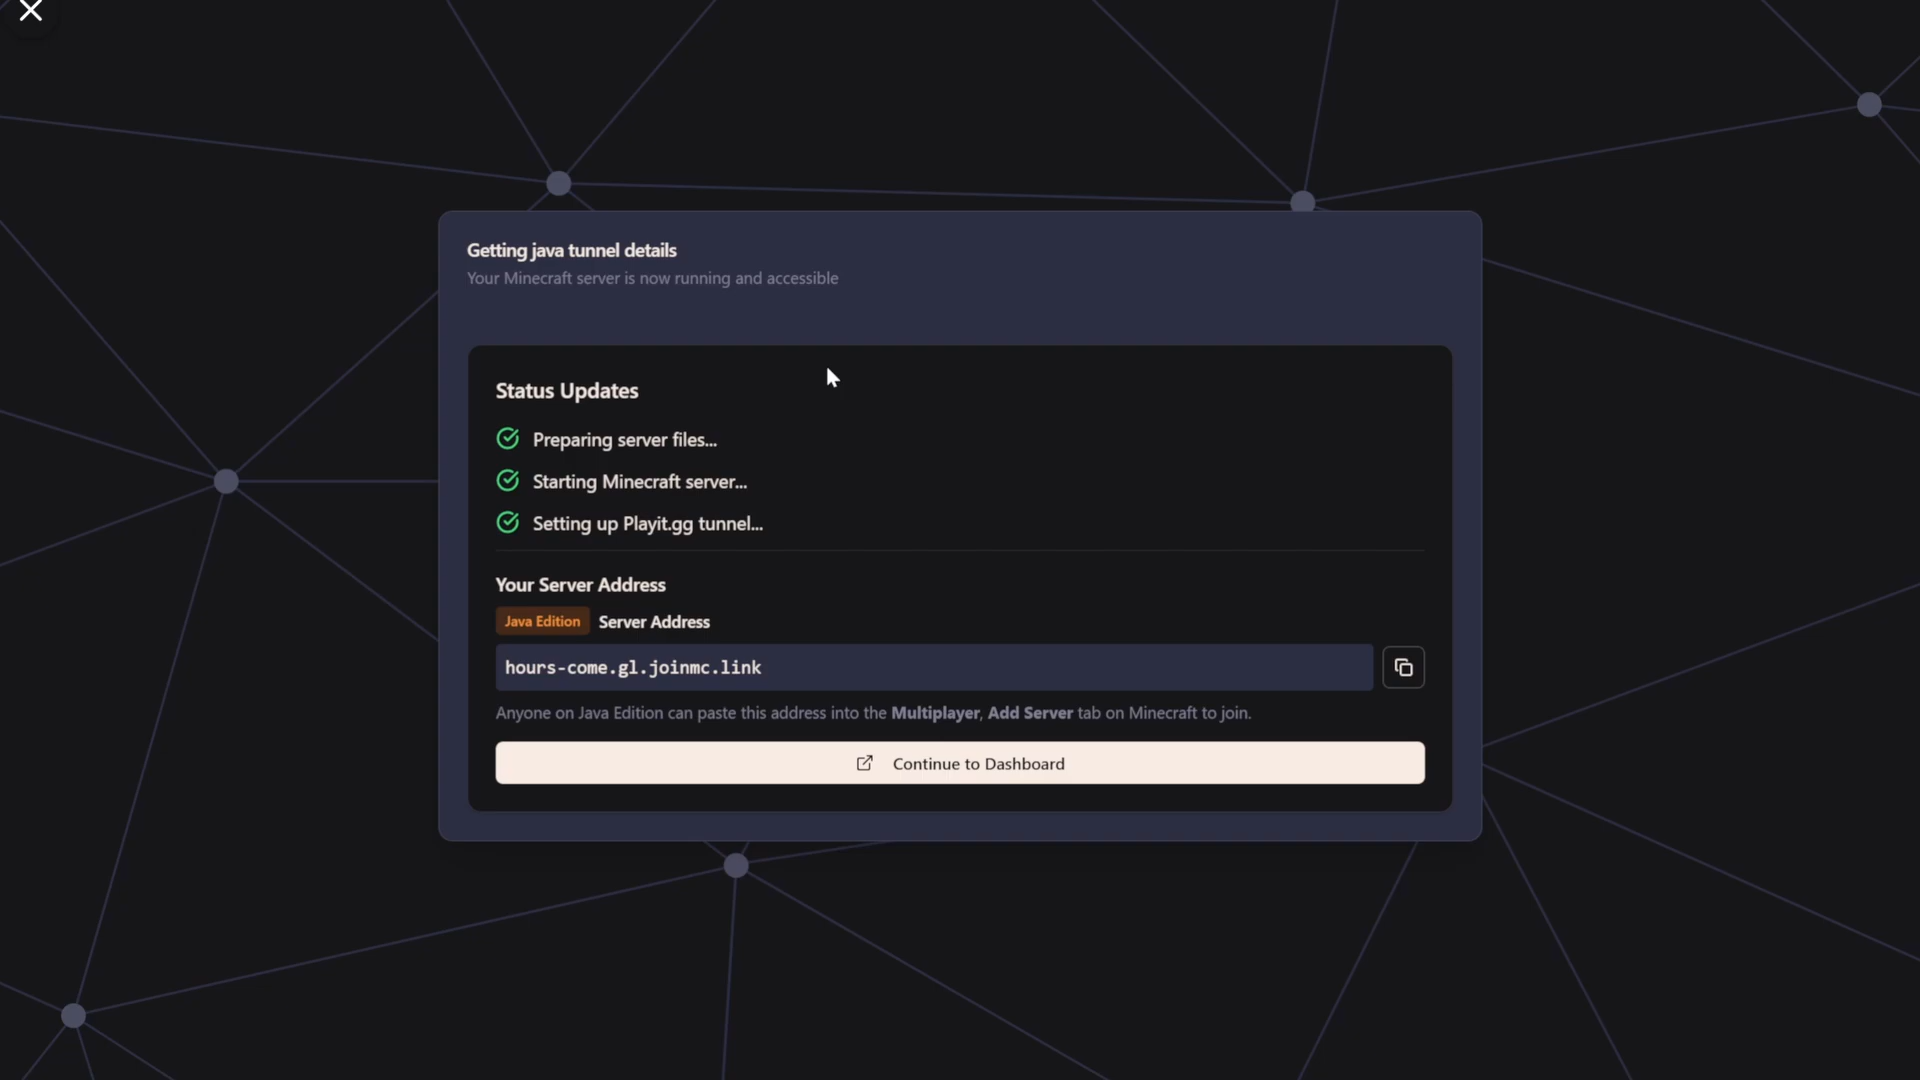 Getting java tunnel details
Your Minecraft server is now running and accessible
Status Updates
Preparing server files...
Starting Minecraft server...
Setting up Playit.gg tunnel...
Your Server Address
Java Edition Server Address
hours-come.gl.joinmc.link
Anyone on Java Edition can paste this address into the Multiplayer, Add Server tab on Minecraft to join.
Continue to Dashboard